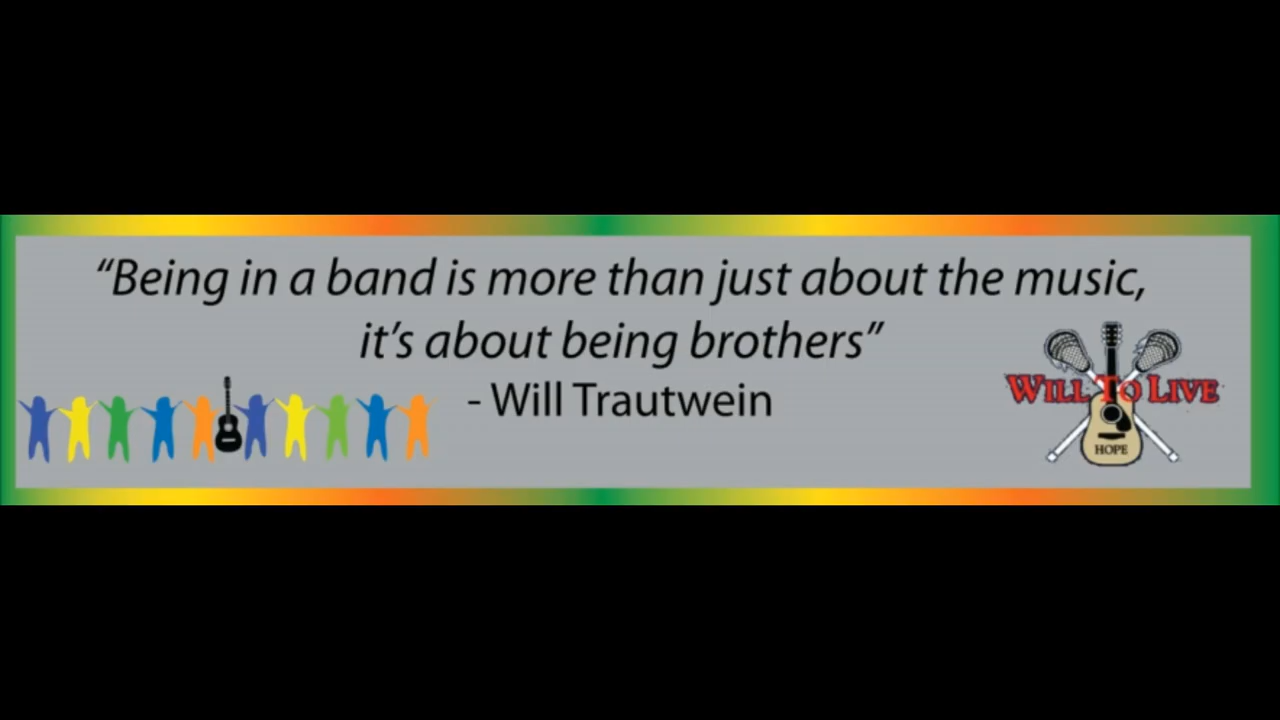 “Being in a band is more than just about the music,
it’s about being brothers”
- Will Trautwein
WILL TO LIVE
HOPE